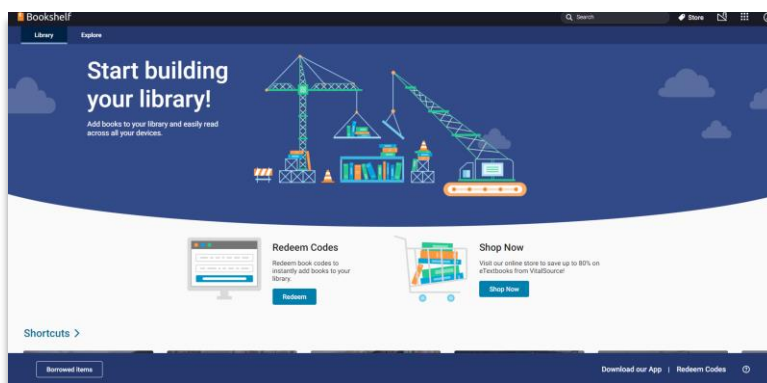 Bookshelf
Search
Store
Library
Explore
Start building
your library!
Add books to your library and easily read
across all your devices.
Redeem Codes
Redeem book codes to
instantly add books to your
library.
Redeem
Shop Now
Visit our online store to save up to 80% on
eTextbooks from VitalSource!
Shop Now
Shortcuts >
Borrowed items
Download our App | Redeem Codes